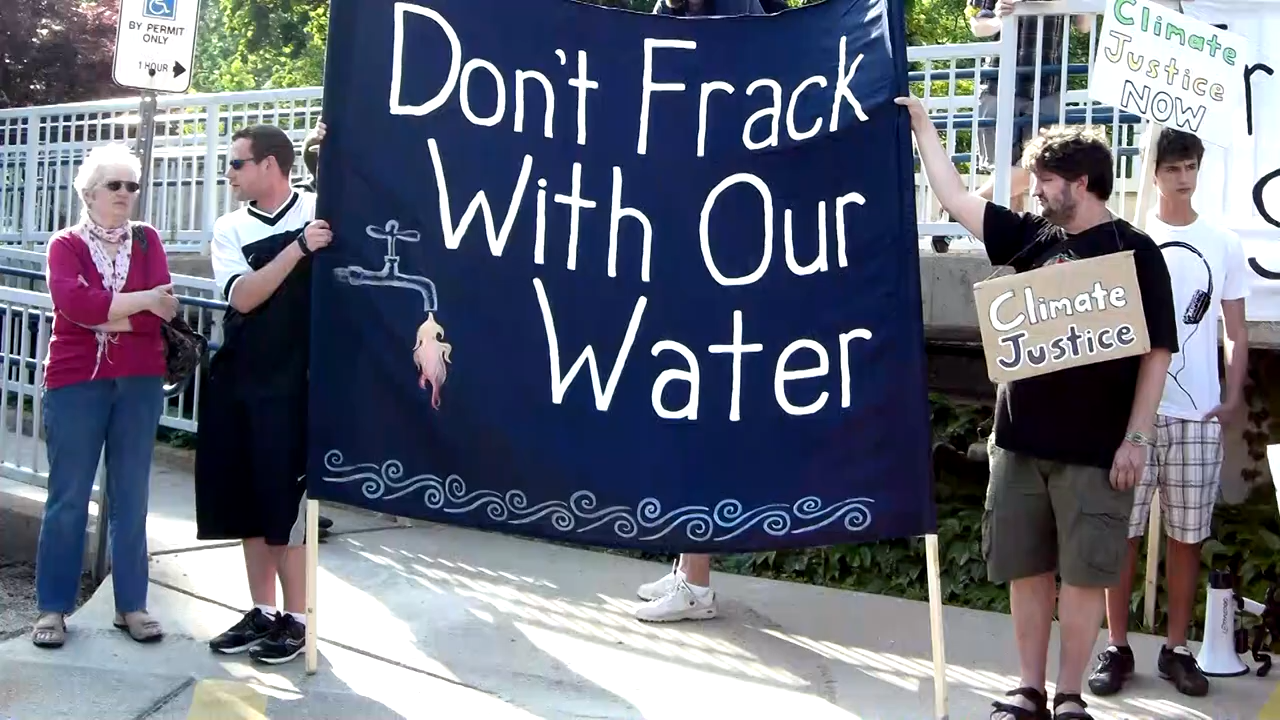 BY PERMIT
ONLY
1 HOUR
Don't Frack
With Our
Water
Climate
Justice
NOW
Climate
Justice
r
s